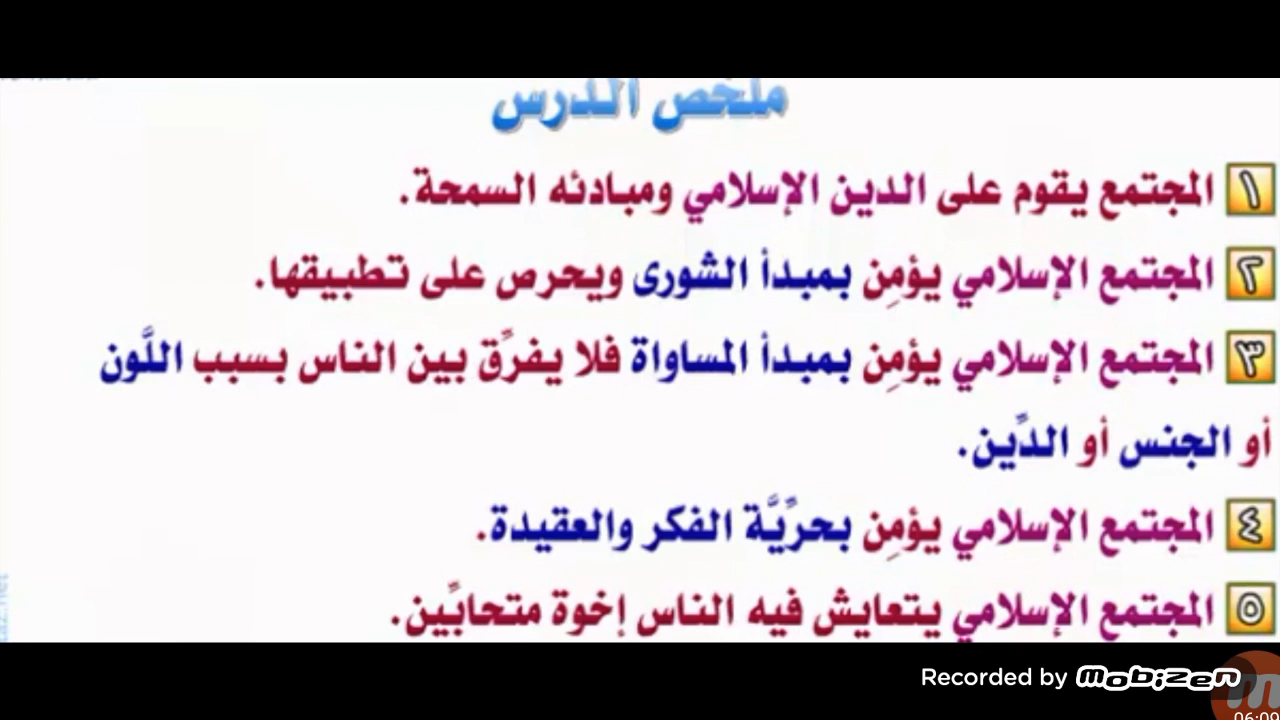 ملخص الدرس
١ المجتمع يقوم على الدين الإسلامي ومبادئه السمحة.
٢ المجتمع الإسلامي يؤمِن بمبدأ الشورى ويحرص على تطبيقها.
٣ المجتمع الإسلامي يؤمِن بمبدأ المساواة فلا يفرِّق بين الناس بسبب اللَّون
أو الجنس أو الدِّين.
٤ المجتمع الإسلامي يؤمِن بحرِّيَّة الفكر والعقيدة.
٥ المجتمع الإسلامي يتعايش فيه الناس إخوة متحابِّين.
Recorded by Mobizen